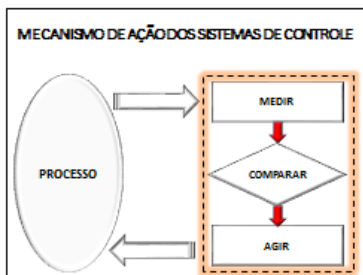 MECANISMO DE AÇÃO DOS SISTEMAS DE CONTROLE
MEDIR
PROCESSO
COMPARAR
AGIR